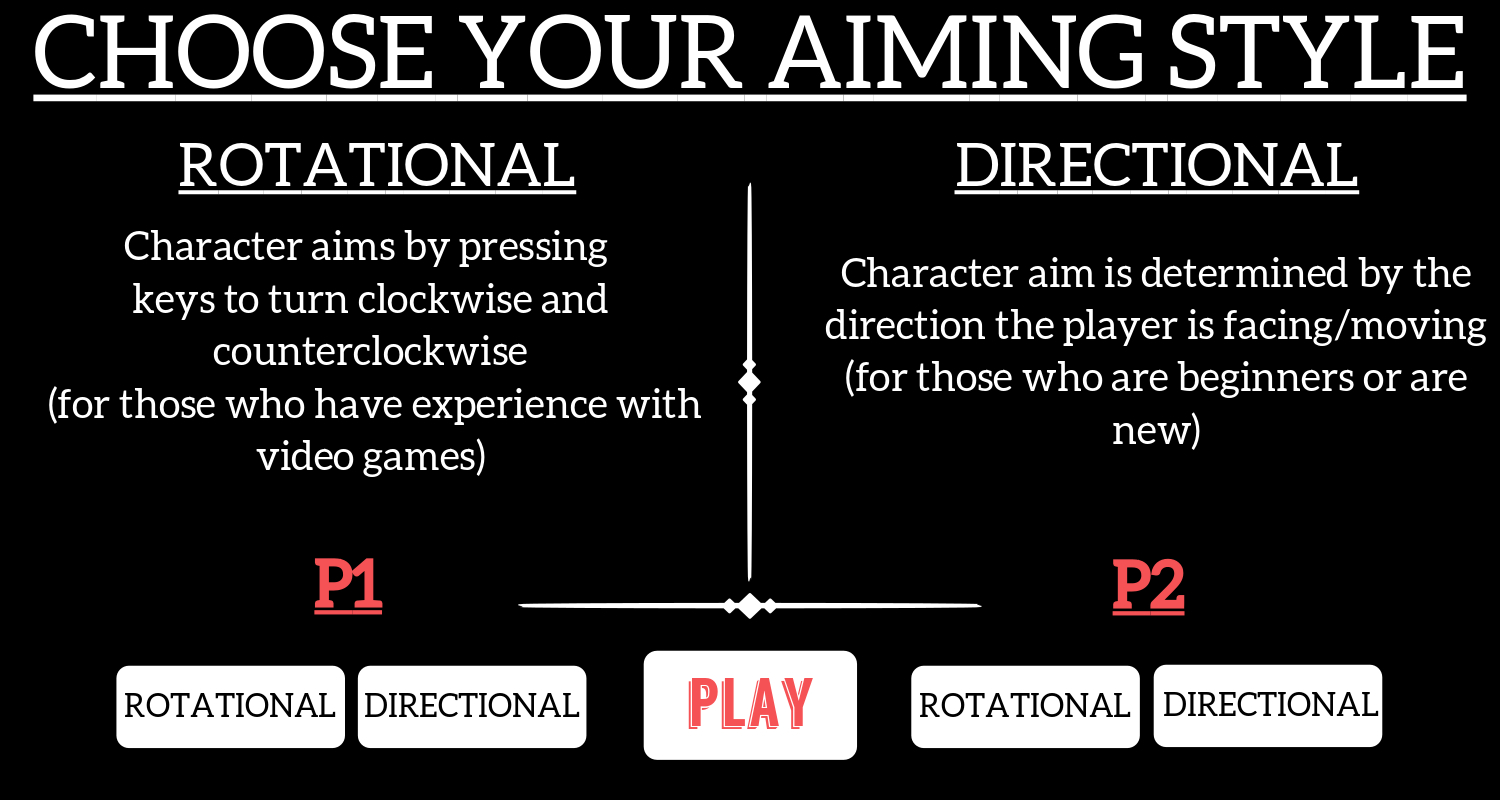 CHOOSE YOUR AIMING STYLE
ROTATIONAL
Character aims by pressing
keys to turn clockwise and
counterclockwise
(for those who have experience with
video games)
DIRECTIONAL
Character aim is determined by the
direction the player is facing/moving
(for those who are beginners or are
new)
P1
ROTATIONAL DIRECTIONAL
PLAY
P2
ROTATIONAL DIRECTIONAL